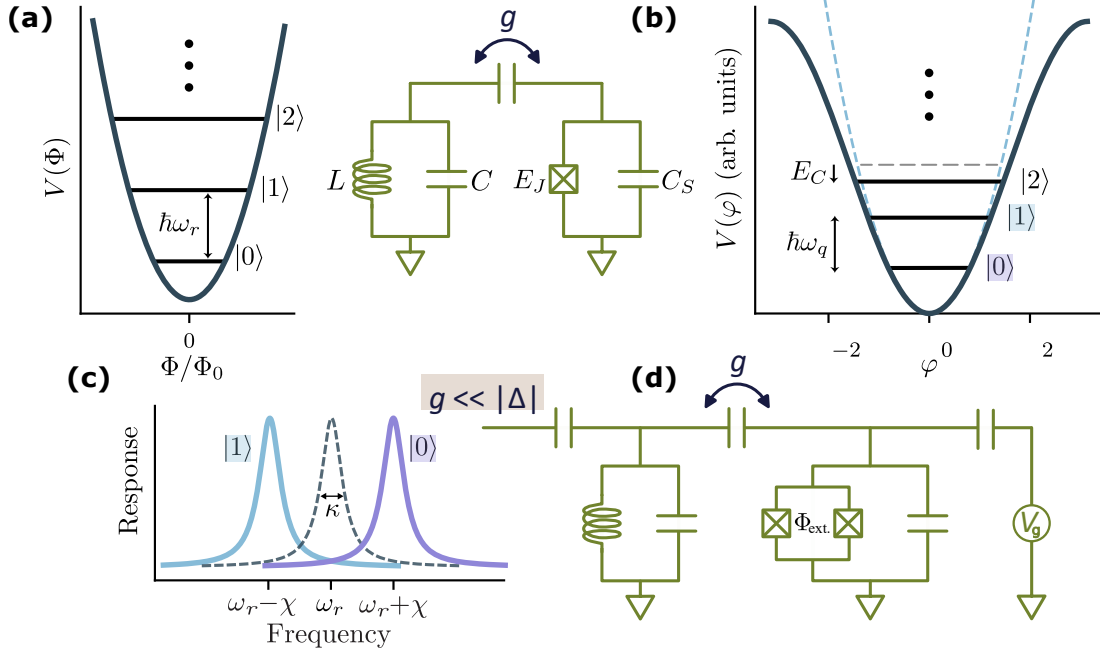 (a)
V(Φ)
|2⟩
|1⟩
ħω_r
|0⟩
0
Φ/Φ₀
g
L
C
E_J
C_S
(b)
V(φ) (arb. units)
E_C
|2⟩
|1⟩
ħω_q
|0⟩
−2
0
2
φ
(c)
g << |Δ|
Response
|1⟩
|0⟩
κ
ω_r−χ
ω_r
ω_r+χ
Frequency
(d)
g
Φ_ext.
V_g